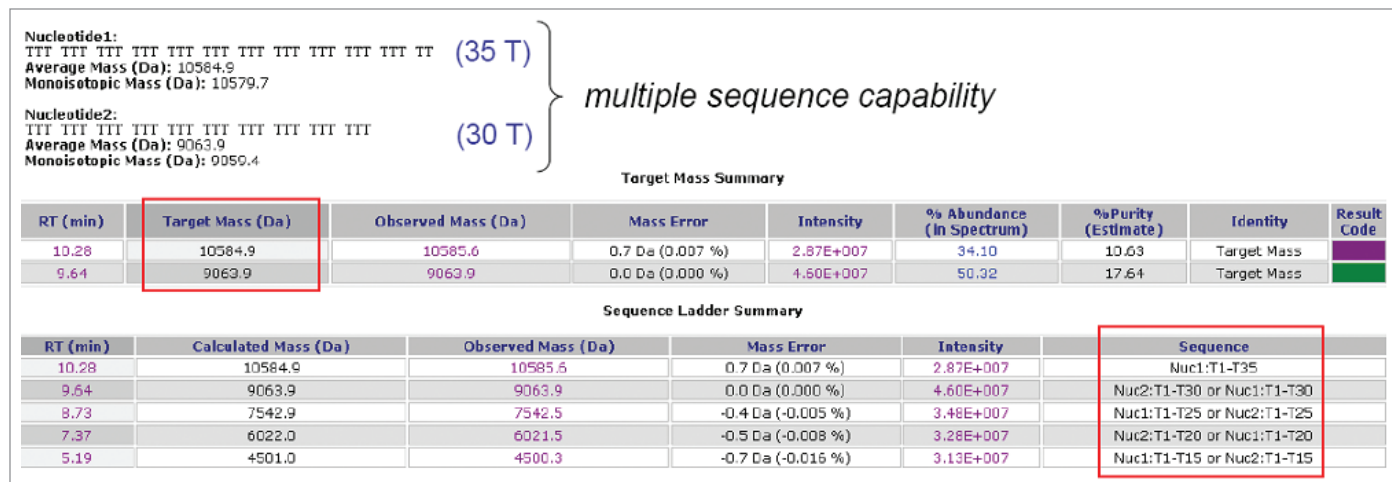 Nucleotide1:
TTT TTT TTT TTT TTT TTT TTT TTT TTT TTT TTT TT (35 T)
Average Mass (Da): 10584.9
Monoisotopic Mass (Da): 10579.7
multiple sequence capability
Nucleotide2:
TTT TTT TTT TTT TTT TTT TTT TTT TTT TTT (30 T)
Average Mass (Da): 9063.9
Monoisotopic Mass (Da): 9059.4
Target Mass Summary
RT (min) Target Mass (Da) Observed Mass (Da) Mass Error Intensity % Abundance (in Spectrum) %Purity (Estimate) Identity Result Code
10.28 10584.9 10585.6 0.7 Da (0.007 %) 2.87E+007 34.10 10.63 Target Mass
9.64 9063.9 9063.9 0.0 Da (0.000 %) 4.60E+007 50.32 17.64 Target Mass
Sequence Ladder Summary
RT (min) Calculated Mass (Da) Observed Mass (Da) Mass Error Intensity Sequence
10.28 10584.9 10585.6 0.7 Da (0.007 %) 2.87E+007 Nuc1:T1-T35
9.64 9063.9 9063.9 0.0 Da (0.000 %) 4.60E+007 Nuc2:T1-T30 or Nuc1:T1-T30
8.73 7542.9 7542.5 -0.4 Da (-0.005 %) 3.48E+007 Nuc1:T1-T25 or Nuc2:T1-T25
7.37 6022.0 6021.5 -0.5 Da (-0.008 %) 3.28E+007 Nuc2:T1-T20 or Nuc1:T1-T20
5.19 4501.0 4500.3 -0.7 Da (-0.016 %) 3.13E+007 Nuc1:T1-T15 or Nuc2:T1-T15